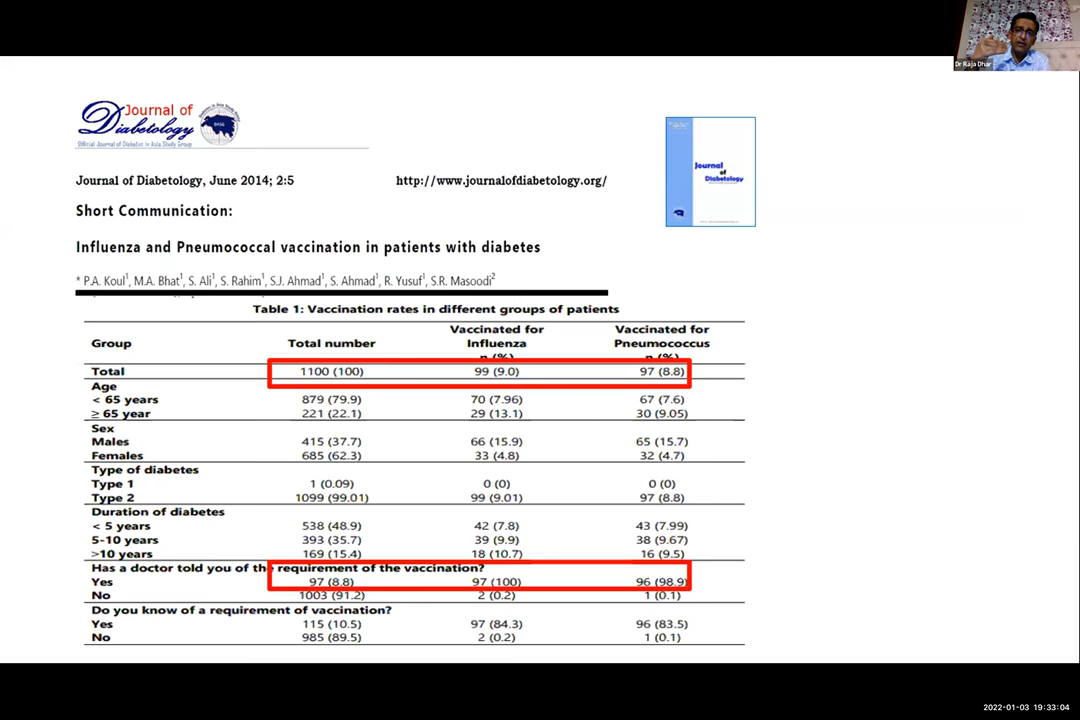 Dr Raja Dhar
Journal of
Diabetology
Official Journal of Diabetes in Asia Study Group
DASG
Journal
of
Diabetology
Journal of Diabetology, June 2014; 2:5 http://www.journalofdiabetology.org/
Short Communication:
Influenza and Pneumococcal vaccination in patients with diabetes
* P.A. Koul1, M.A. Bhat1, S. Ali1, S. Rahim1, S.J. Ahmad1, S. Ahmad1, R. Yusuf1, S.R. Masoodi2
Table 1: Vaccination rates in different groups of patients
Group Total number Vaccinated for Influenza n (%) Vaccinated for Pneumococcus n (%)
Total 1100 (100) 99 (9.0) 97 (8.8)
Age
< 65 years 879 (79.9) 70 (7.96) 67 (7.6)
≥ 65 year 221 (22.1) 29 (13.1) 30 (9.05)
Sex
Males 415 (37.7) 66 (15.9) 65 (15.7)
Females 685 (62.3) 33 (4.8) 32 (4.7)
Type of diabetes
Type 1 1 (0.09) 0 (0) 0 (0)
Type 2 1099 (99.01) 99 (9.01) 97 (8.8)
Duration of diabetes
< 5 years 538 (48.9) 42 (7.8) 43 (7.99)
5-10 years 393 (35.7) 39 (9.9) 38 (9.67)
>10 years 169 (15.4) 18 (10.7) 16 (9.5)
Has a doctor told you of the requirement of the vaccination?
Yes 97 (8.8) 97 (100) 96 (98.9)
No 1003 (91.2) 2 (0.2) 1 (0.1)
Do you know of a requirement of vaccination?
Yes 115 (10.5) 97 (84.3) 96 (83.5)
No 985 (89.5) 2 (0.2) 1 (0.1)
2022-01-03 19:33:04